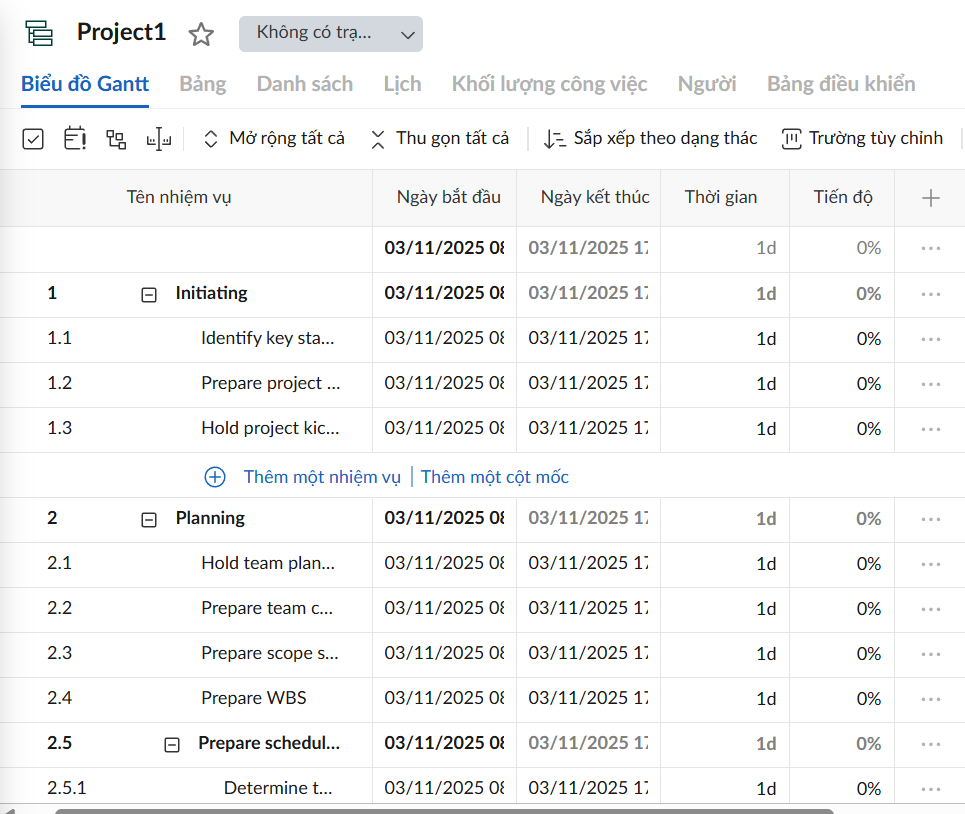 Project1 Không có trạ...
Biểu đồ Gantt Bảng Danh sách Lịch Khối lượng công việc Người Bảng điều khiển
Mở rộng tất cả Thu gọn tất cả Sắp xếp theo dạng thác Trường tùy chỉnh
Tên nhiệm vụ Ngày bắt đầu Ngày kết thúc Thời gian Tiến độ
03/11/2025 08 03/11/2025 17 1d 0%
1 Initiating 03/11/2025 08 03/11/2025 17 1d 0%
1.1 Identify key sta... 03/11/2025 08 03/11/2025 17 1d 0%
1.2 Prepare project ... 03/11/2025 08 03/11/2025 17 1d 0%
1.3 Hold project kic... 03/11/2025 08 03/11/2025 17 1d 0%
Thêm một nhiệm vụ | Thêm một cột mốc
2 Planning 03/11/2025 08 03/11/2025 17 1d 0%
2.1 Hold team plan... 03/11/2025 08 03/11/2025 17 1d 0%
2.2 Prepare team c... 03/11/2025 08 03/11/2025 17 1d 0%
2.3 Prepare scope s... 03/11/2025 08 03/11/2025 17 1d 0%
2.4 Prepare WBS 03/11/2025 08 03/11/2025 17 1d 0%
2.5 Prepare schedul... 03/11/2025 08 03/11/2025 17 1d 0%
2.5.1 Determine t... 03/11/2025 08 03/11/2025 17 1d 0%